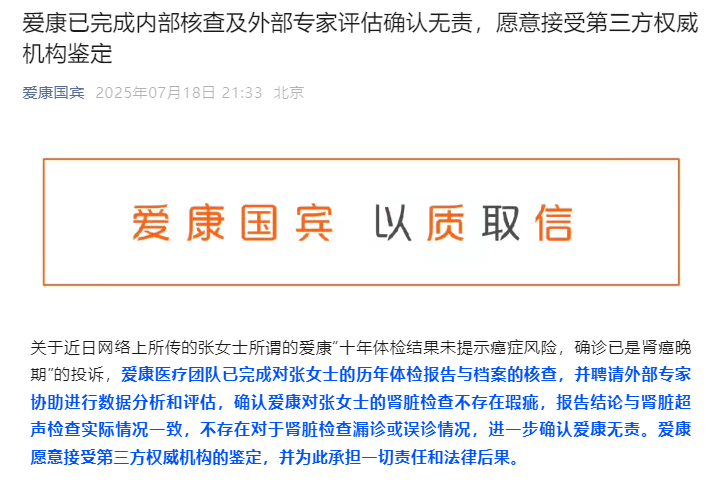 爱康已完成内部核查及外部专家评估确认无责，愿意接受第三方权威
机构鉴定
爱康国宾 2025年07月18日 21:33 北京
爱康国宾 以质取信
关于近日网络上所传的张女士所谓的爱康“十年体检结果未提示癌症风险，确诊已是肾癌晚
期”的投诉，爱康医疗团队已完成对张女士的历年体检报告与档案的核查，并聘请外部专家
协助进行数据分析和评估，确认爱康对张女士的肾脏检查不存在瑕疵，报告结论与肾脏超
声检查实际情况一致，不存在对于肾脏检查漏诊或误诊情况，进一步确认爱康无责。爱康
愿意接受第三方权威机构的鉴定，并为此承担一切责任和法律后果。